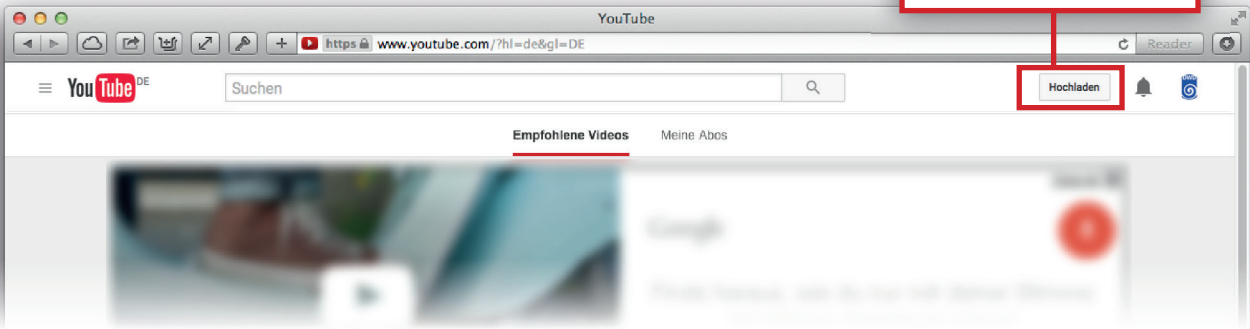 YouTube
https www.youtube.com/?hl=de&gl=DE
Reader
YouTube DE
Suchen
Hochladen
Empfohlene Videos Meine Abos
Google